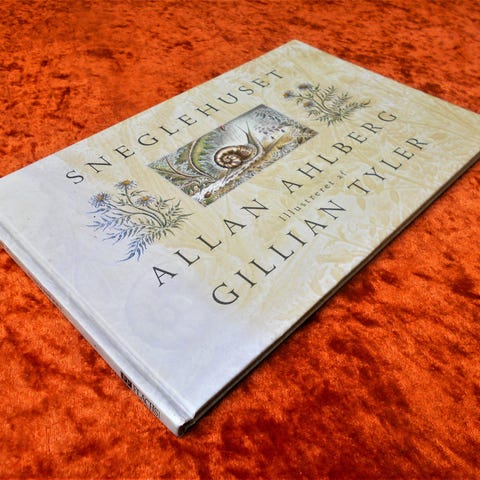 SNEGLEHUSET
ALLAN AHLBERG
illustreret af
GILLIAN TYLER